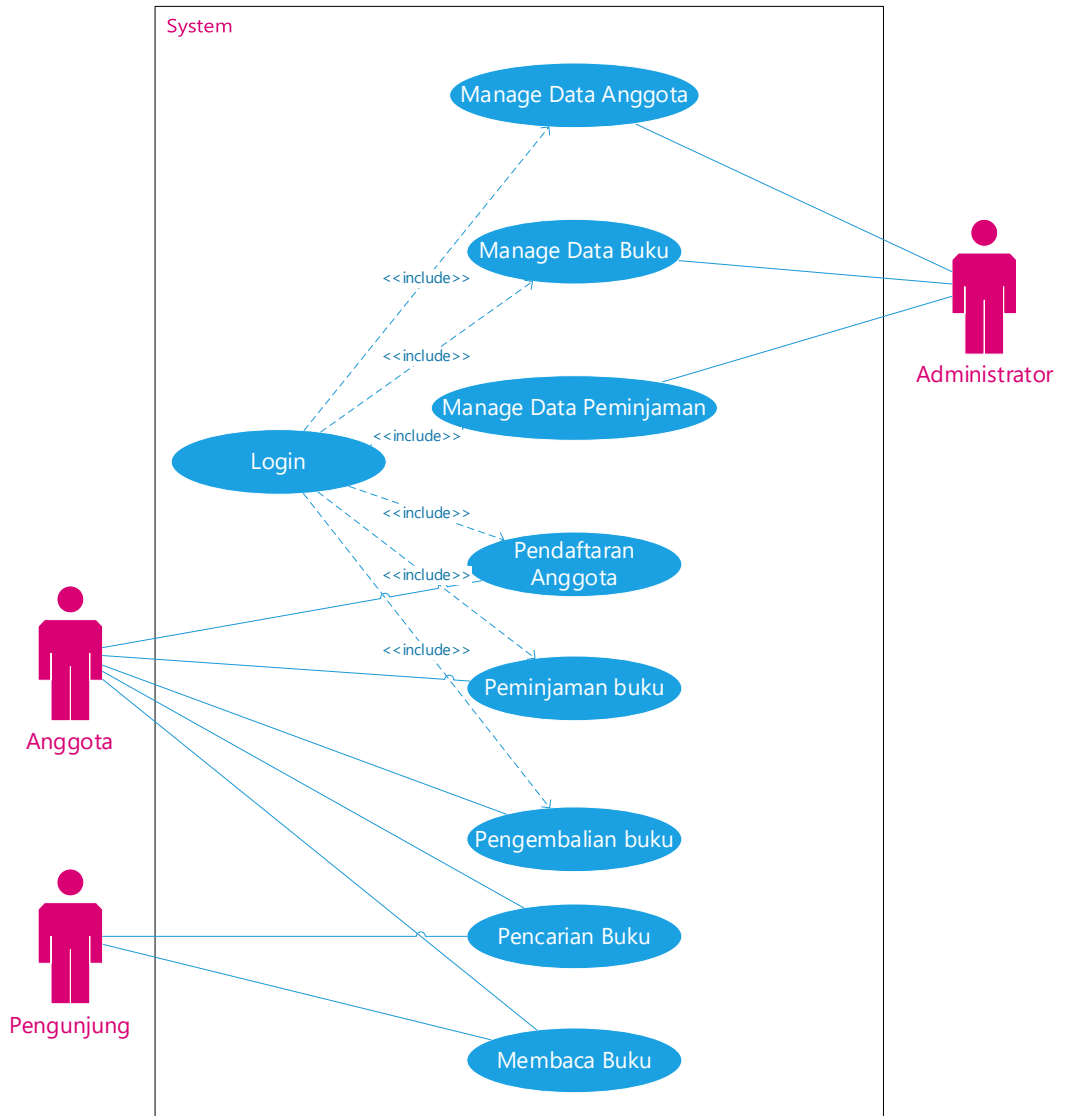 System
Manage Data Anggota
<<include>>
Manage Data Buku
<<include>>
Administrator
Manage Data Peminjaman
<<include>>
Login
<<include>>
Pendaftaran
Anggota
<<include>>
<<include>>
Peminjaman buku
Anggota
Pengembalian buku
Pencarian Buku
Pengunjung
Membaca Buku